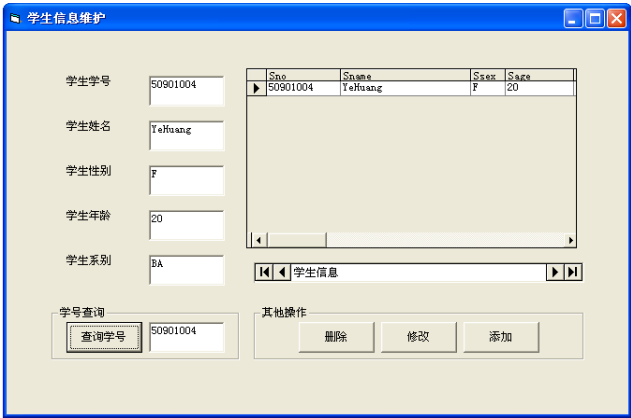 学生信息维护
学生学号 50901004
学生姓名 YeHuang
学生性别 F
学生年龄 20
学生系别 BA
Sno Sname Ssex Sage
50901004 YeHuang F 20
学生信息
学号查询
查询学号 50901004
其他操作
删除 修改 添加